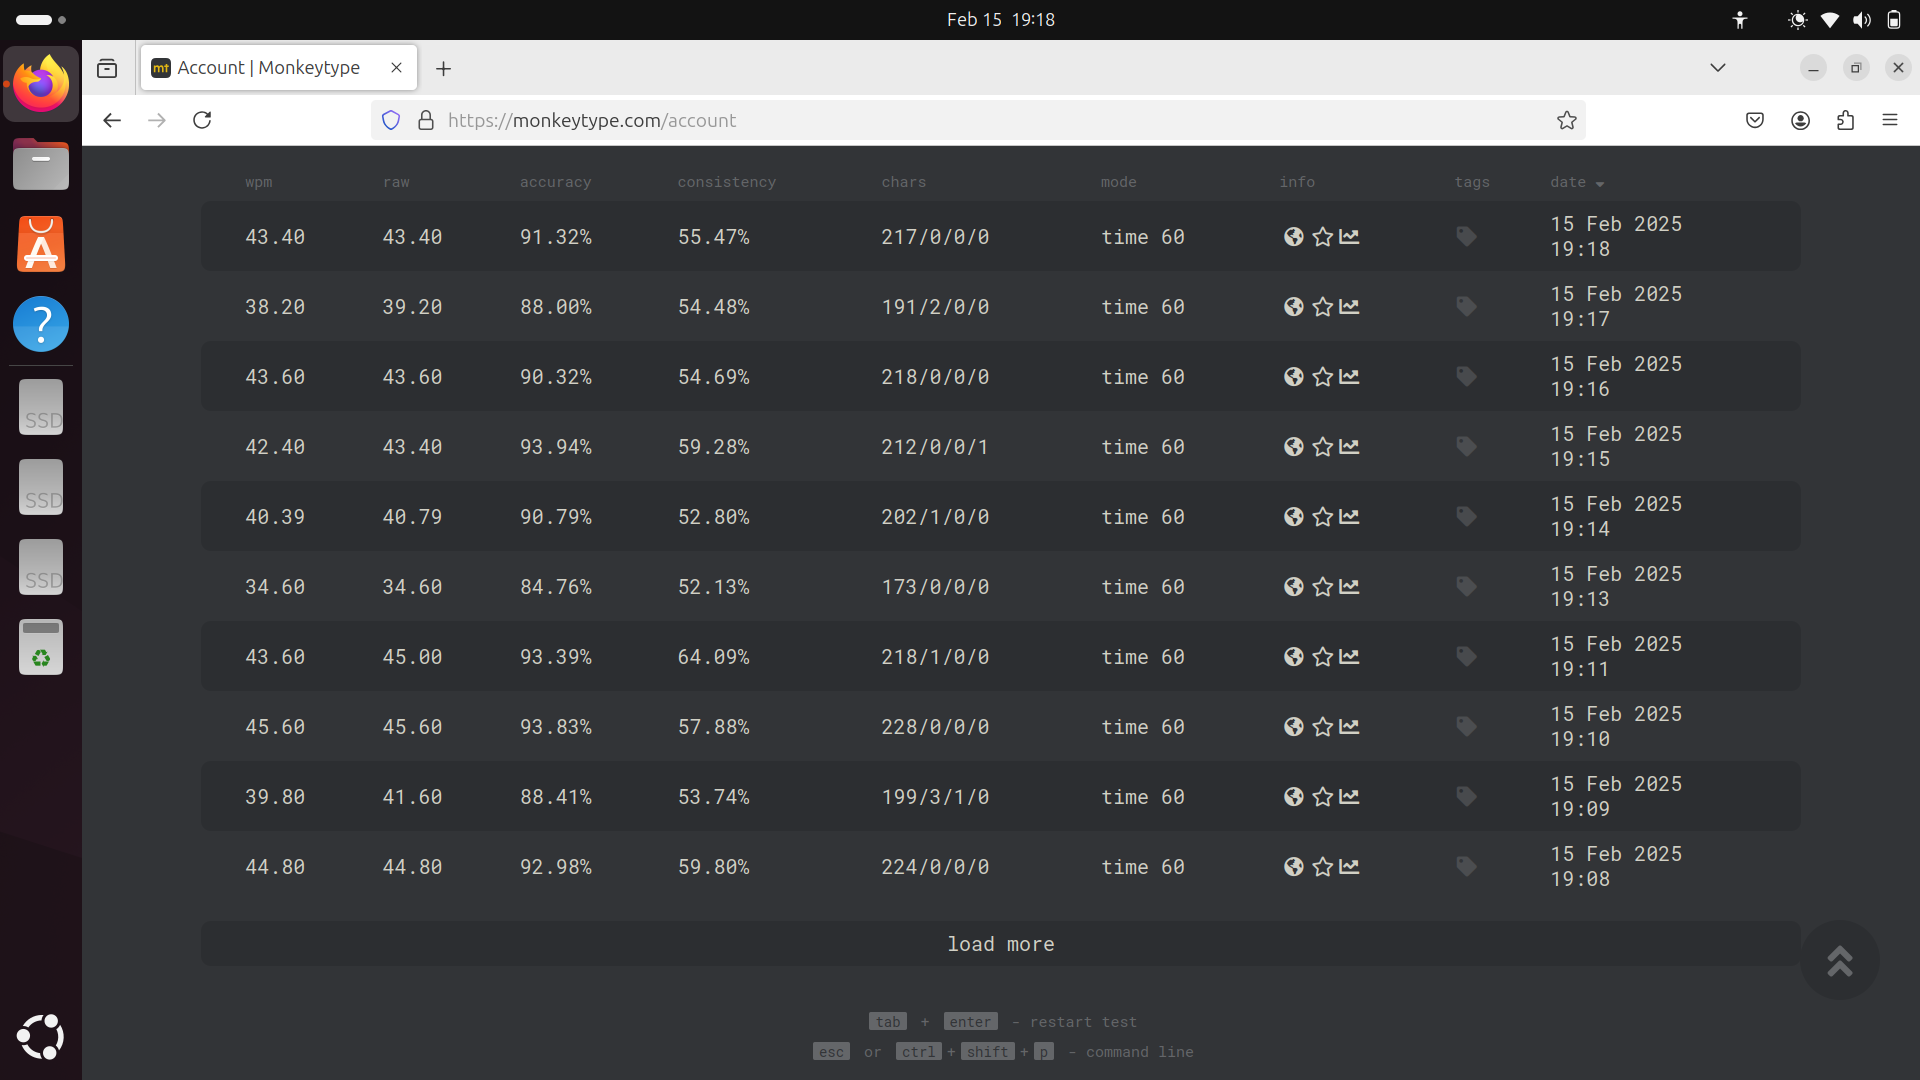 Feb 15 19:18
mt Account | Monkeytype
https://monkeytype.com/account
wpm raw accuracy consistency chars mode info tags date
43.40 43.40 91.32% 55.47% 217/0/0/0 time 60 15 Feb 2025 19:18
38.20 39.20 88.00% 54.48% 191/2/0/0 time 60 15 Feb 2025 19:17
43.60 43.60 90.32% 54.69% 218/0/0/0 time 60 15 Feb 2025 19:16
42.40 43.40 93.94% 59.28% 212/0/0/1 time 60 15 Feb 2025 19:15
40.39 40.79 90.79% 52.80% 202/1/0/0 time 60 15 Feb 2025 19:14
34.60 34.60 84.76% 52.13% 173/0/0/0 time 60 15 Feb 2025 19:13
43.60 45.00 93.39% 64.09% 218/1/0/0 time 60 15 Feb 2025 19:11
45.60 45.60 93.83% 57.88% 228/0/0/0 time 60 15 Feb 2025 19:10
39.80 41.60 88.41% 53.74% 199/3/1/0 time 60 15 Feb 2025 19:09
44.80 44.80 92.98% 59.80% 224/0/0/0 time 60 15 Feb 2025 19:08
load more
tab + enter - restart test
esc or ctrl + shift + p - command line
SSD
SSD
SSD